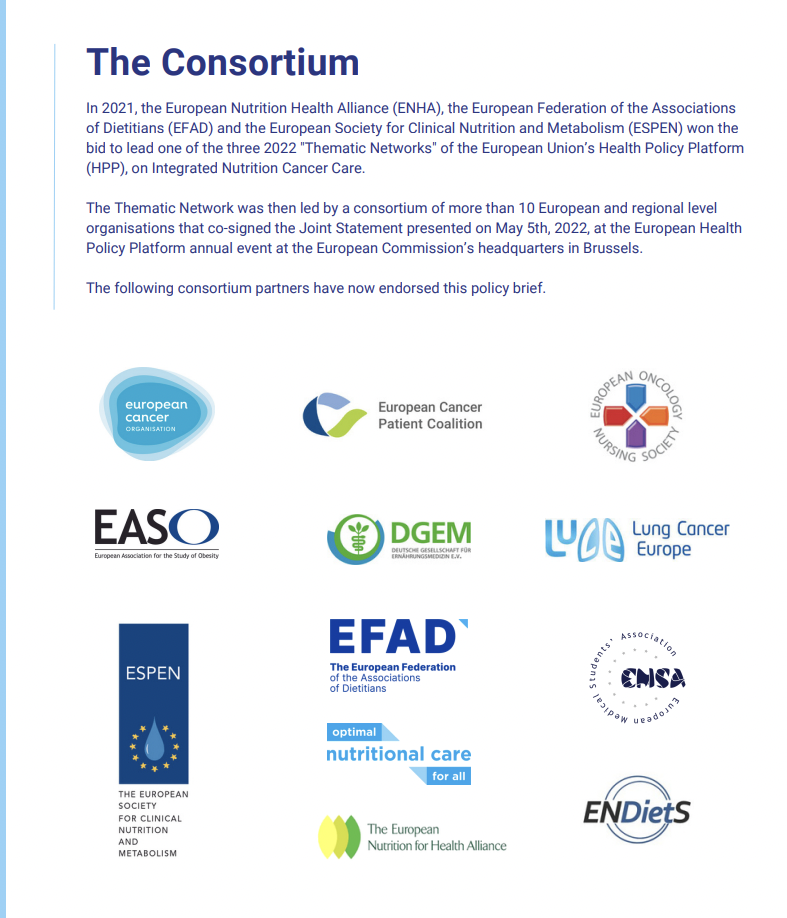 The Consortium
In 2021, the European Nutrition Health Alliance (ENHA), the European Federation of the Associations
of Dietitians (EFAD) and the European Society for Clinical Nutrition and Metabolism (ESPEN) won the
bid to lead one of the three 2022 "Thematic Networks" of the European Union's Health Policy Platform
(HPP), on Integrated Nutrition Cancer Care.
The Thematic Network was then led by a consortium of more than 10 European and regional level
organisations that co-signed the Joint Statement presented on May 5th, 2022, at the European Health
Policy Platform annual event at the European Commission's headquarters in Brussels.
The following consortium partners have now endorsed this policy brief.
european
cancer
ORGANISATION
European Cancer
Patient Coalition
EUROPEAN ONCOLOGY
NURSING SOCIETY
EASO
European Association for the Study of Obesity
DGEM
DEUTSCHE GESELLSCHAFT FÜR
ERNÄHRUNGSMEDIZIN E.V.
LUCE
Lung Cancer
Europe
ESPEN
THE EUROPEAN
SOCIETY
FOR CLINICAL
NUTRITION
AND
METABOLISM
EFAD
The European Federation
of the Associations
of Dietitians
optimal
nutritional care
for all
The European
Nutrition for Health Alliance
European Medical Students' Association
EMSA
ENDietS